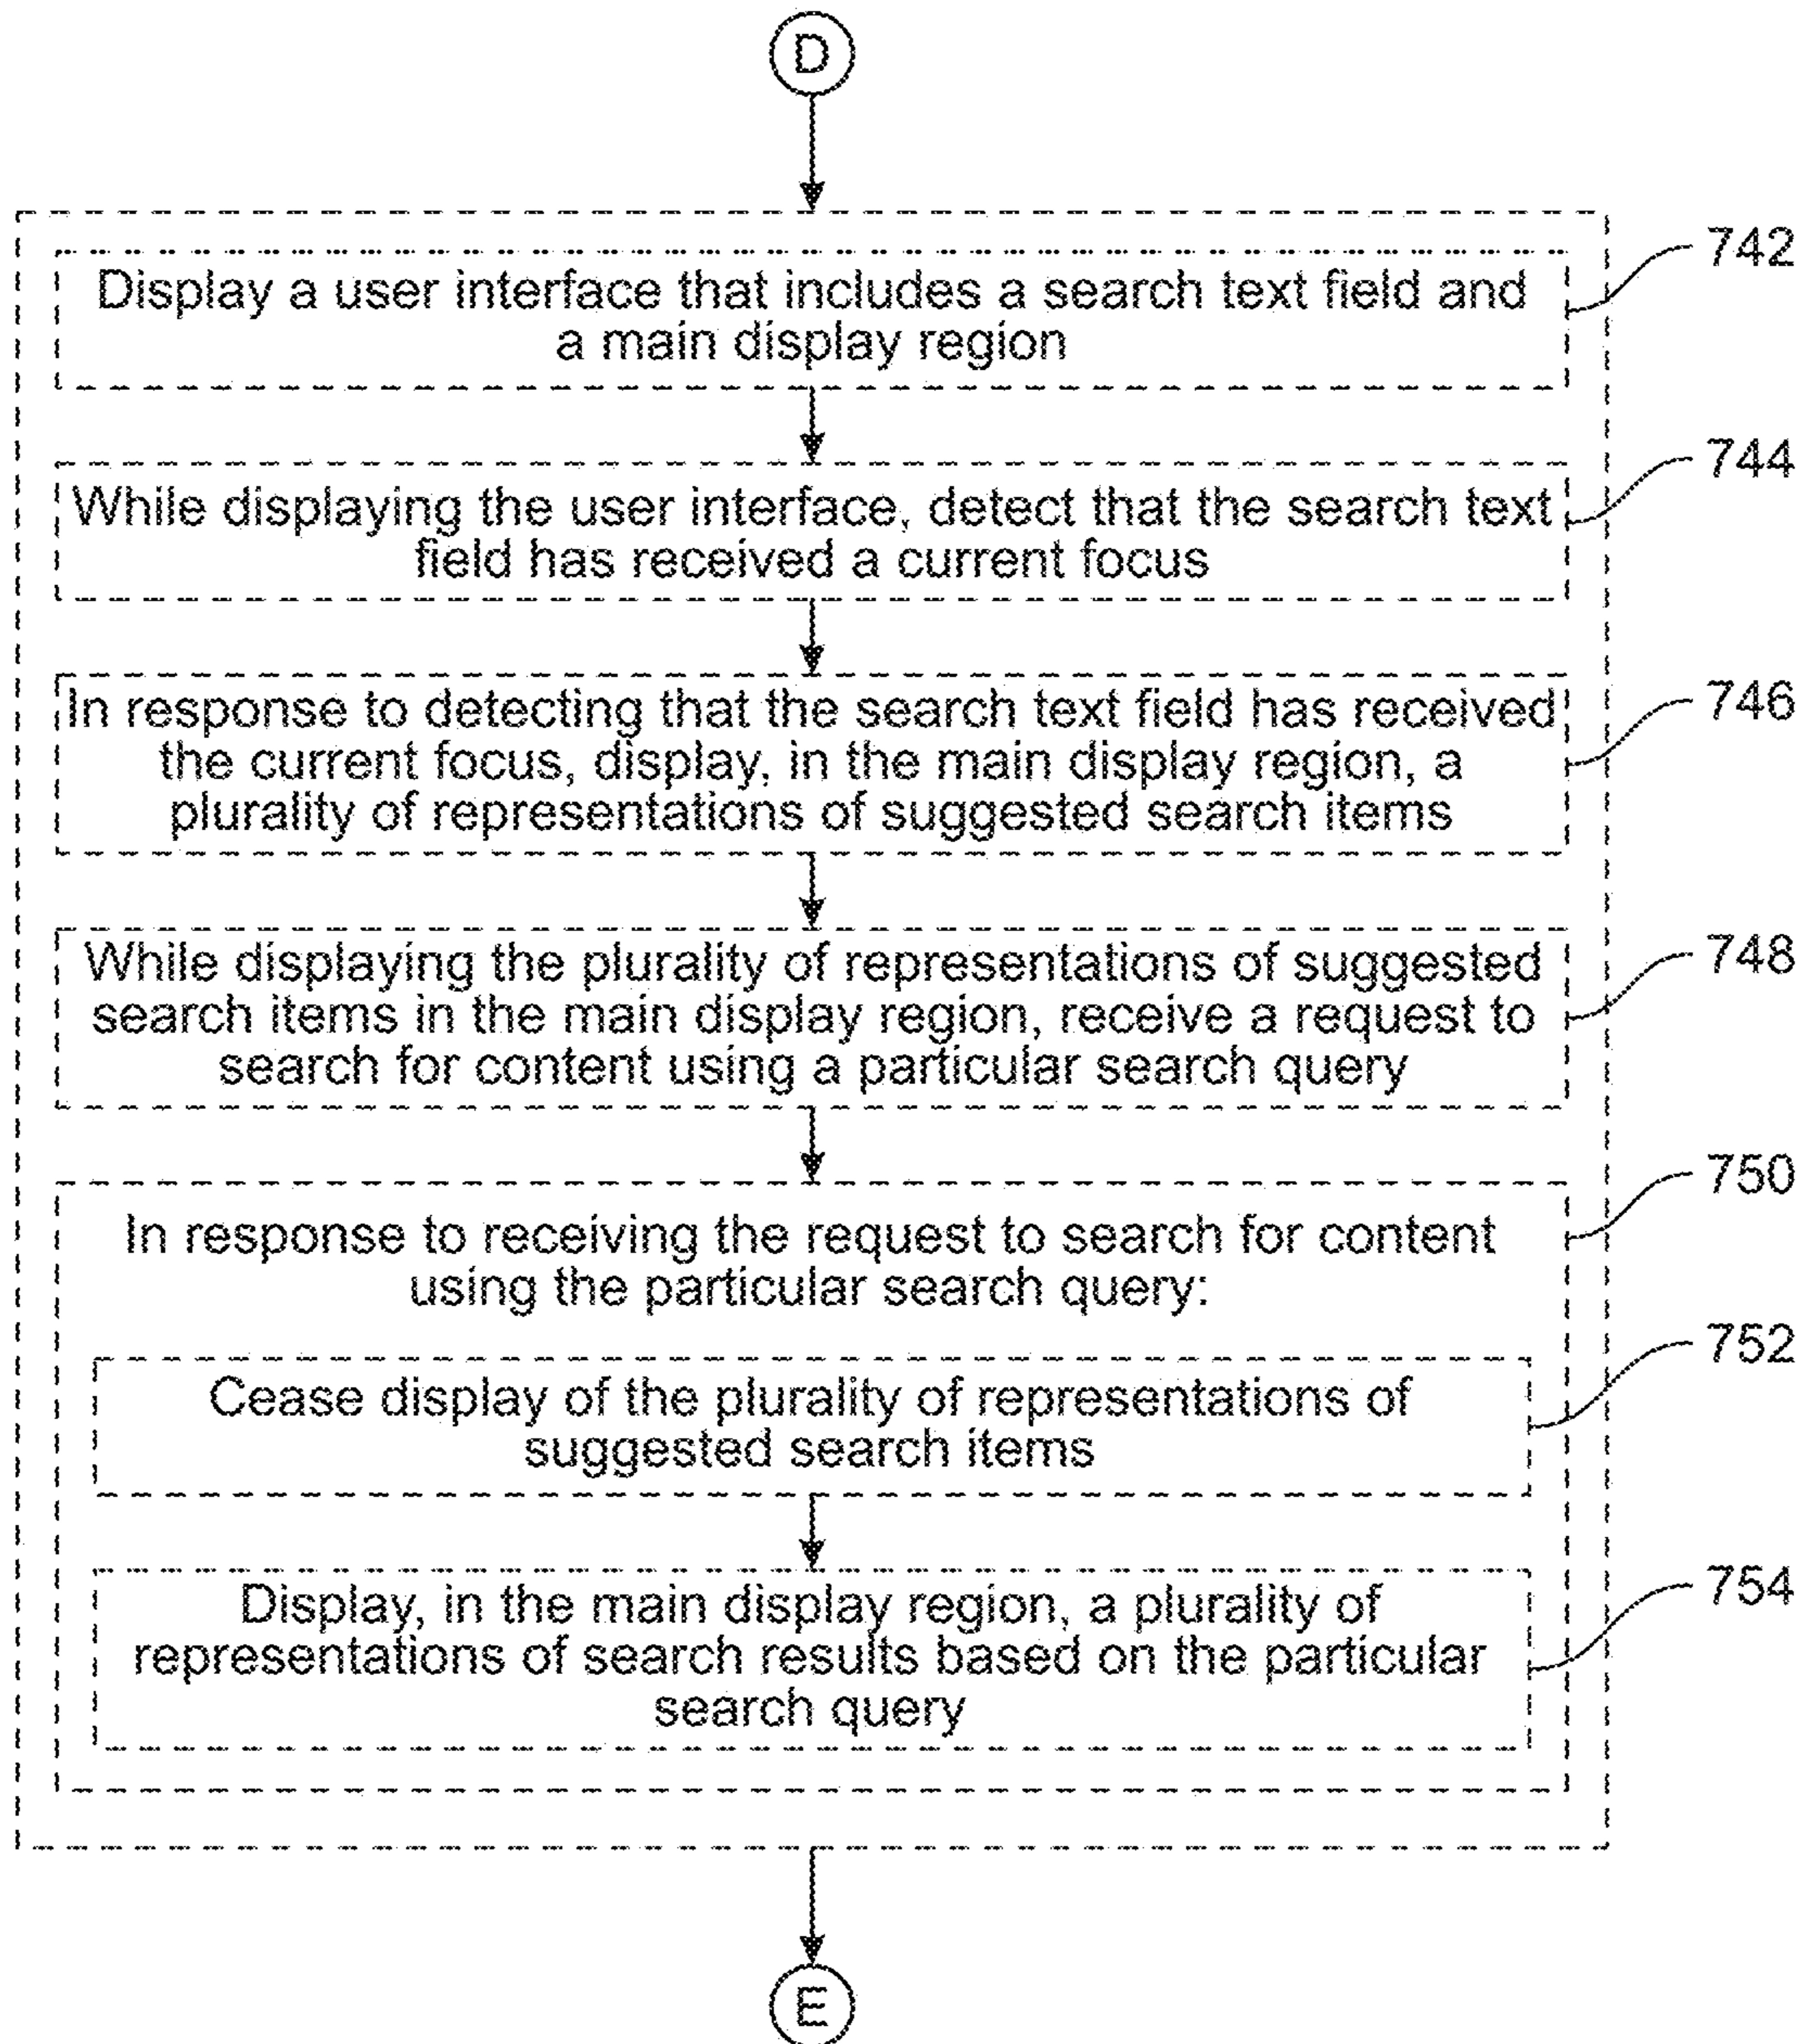 D
742
Display a user interface that includes a search text field and
a main display region
744
While displaying the user interface, detect that the search text
field has received a current focus
746
In response to detecting that the search text field has received
the current focus, display, in the main display region, a
plurality of representations of suggested search items
748
While displaying the plurality of representations of suggested
search items in the main display region, receive a request to
search for content using a particular search query
750
In response to receiving the request to search for content
using the particular search query:
752
Cease display of the plurality of representations of
suggested search items
754
Display, in the main display region, a plurality of
representations of search results based on the particular
search query
E